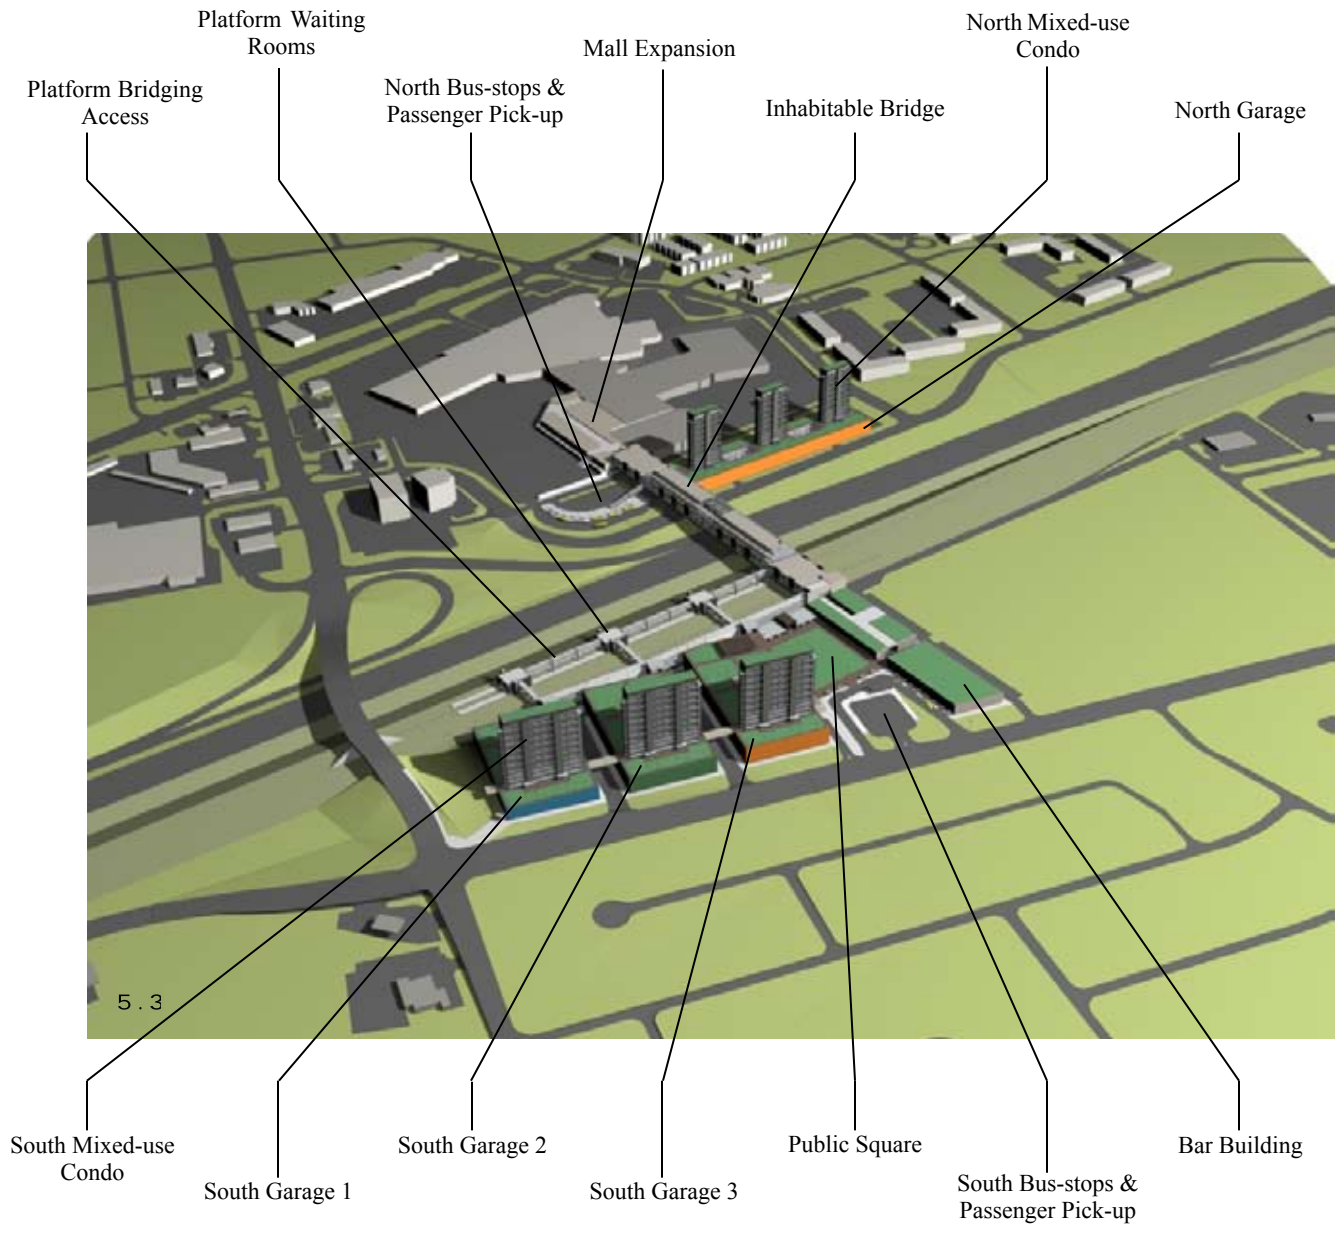 Platform Waiting
Rooms
North Mixed-use
Condo
Mall Expansion
Platform Bridging
Access
North Bus-stops &
Passenger Pick-up
Inhabitable Bridge
North Garage
5.3
South Mixed-use
Condo
South Garage 1
South Garage 2
South Garage 3
Public Square
South Bus-stops &
Passenger Pick-up
Bar Building